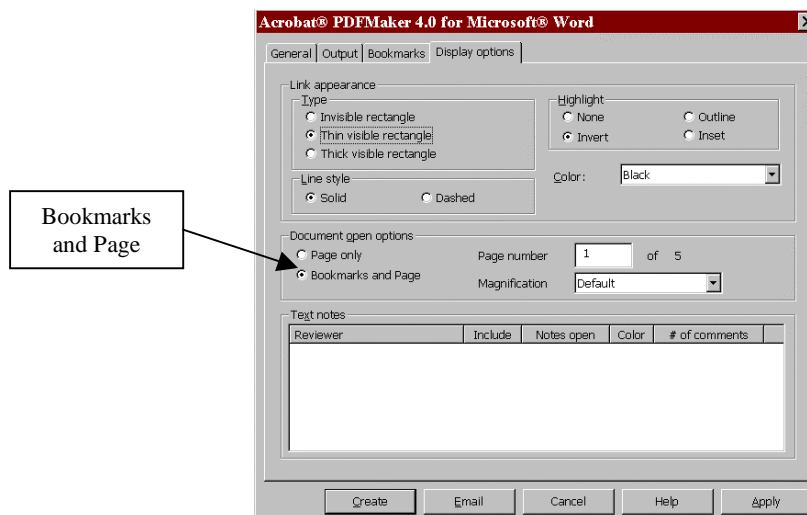 Acrobat® PDFMaker 4.0 for Microsoft® Word
General Output Bookmarks Display options
Link appearance
Type
Invisible rectangle
Thin visible rectangle
Thick visible rectangle
Highlight
None Outline
Invert Inset
Line style
Solid Dashed
Color: Black
Bookmarks
and Page
Document open options
Page only
Bookmarks and Page
Page number 1 of 5
Magnification Default
Text notes
Reviewer Include Notes open Color # of comments
Create Email Cancel Help Apply